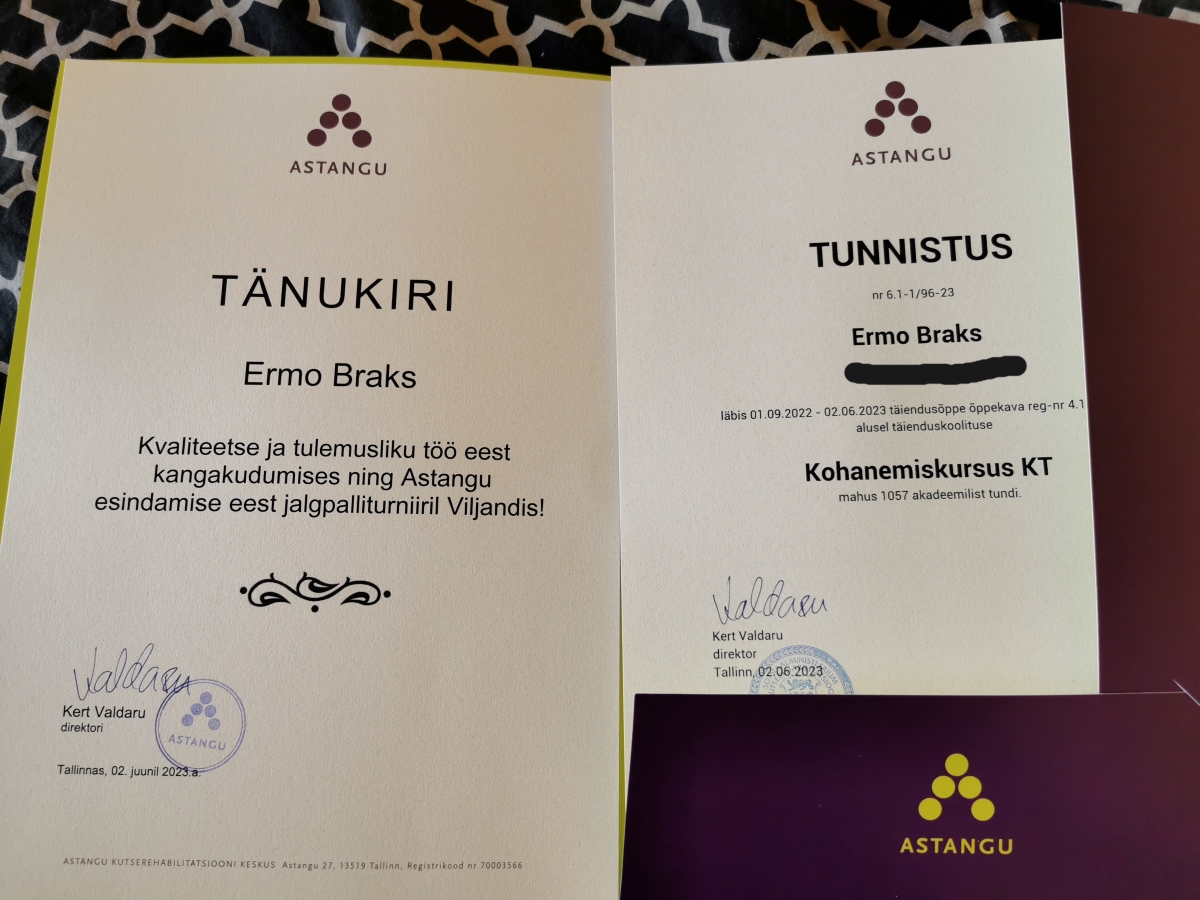 ASTANGU
TÄNUKIRI
Ermo Braks
Kvaliteetse ja tulemusliku töö eest
kangakudumises ning Astangu
esindamise eest jalgpalliturniiril Viljandis!
Valdaru
Kert Valdaru
direktori
ASTANGU
Tallinnas, 02. juunil 2023.a.
ASTANGU KUTSEREHABILITATSIOONI KESKUS Astangu 27, 13519 Tallinn, Registrikood nr 70003566
ASTANGU
TUNNISTUS
nr 6.1-1/96-23
Ermo Braks
läbis 01.09.2022 - 02.06.2023 täiendusõppe õppekava reg-nr 4.1
alusel täienduskoolituse
Kohanemiskursus KT
mahus 1057 akadeemilist tundi.
Valdaru
Kert Valdaru
direktor
Tallinn, 02.06.2023
ASTANGU